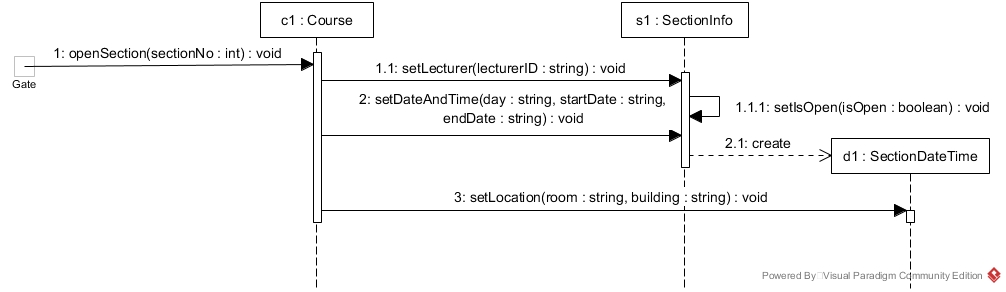 c1 : Course
s1 : SectionInfo
1: openSection(sectionNo : int) : void
Gate
1.1: setLecturer(lecturerID : string) : void
2: setDateAndTime(day : string, startDate : string,
endDate : string) : void
1.1.1: setIsOpen(isOpen : boolean) : void
2.1: create
d1 : SectionDateTime
3: setLocation(room : string, building : string) : void
Powered By Visual Paradigm Community Edition